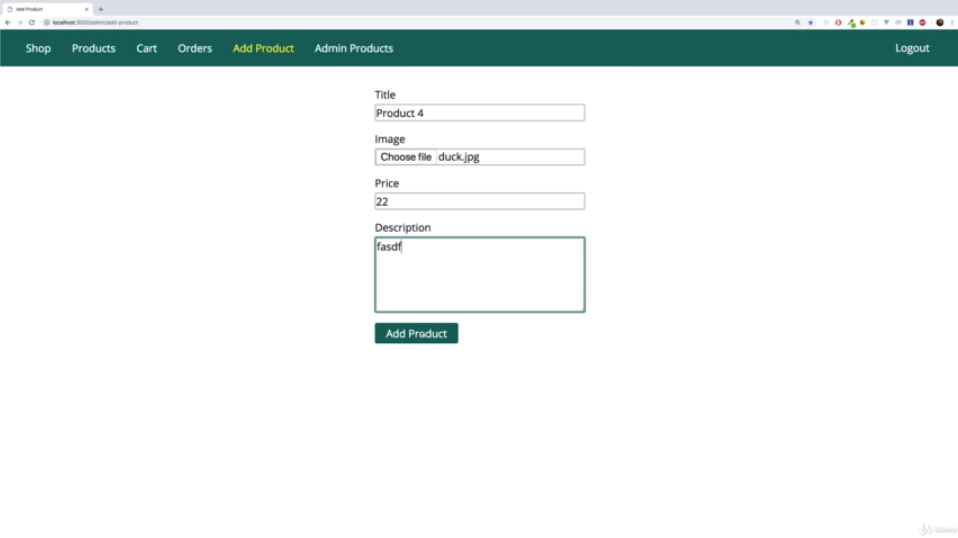 Add Product
localhost:3000/admin/add-product
Shop Products Cart Orders Add Product Admin Products Logout
Title
Product 4
Image
Choose file duck.jpg
Price
22
Description
fasdf
Add Product
Udemy